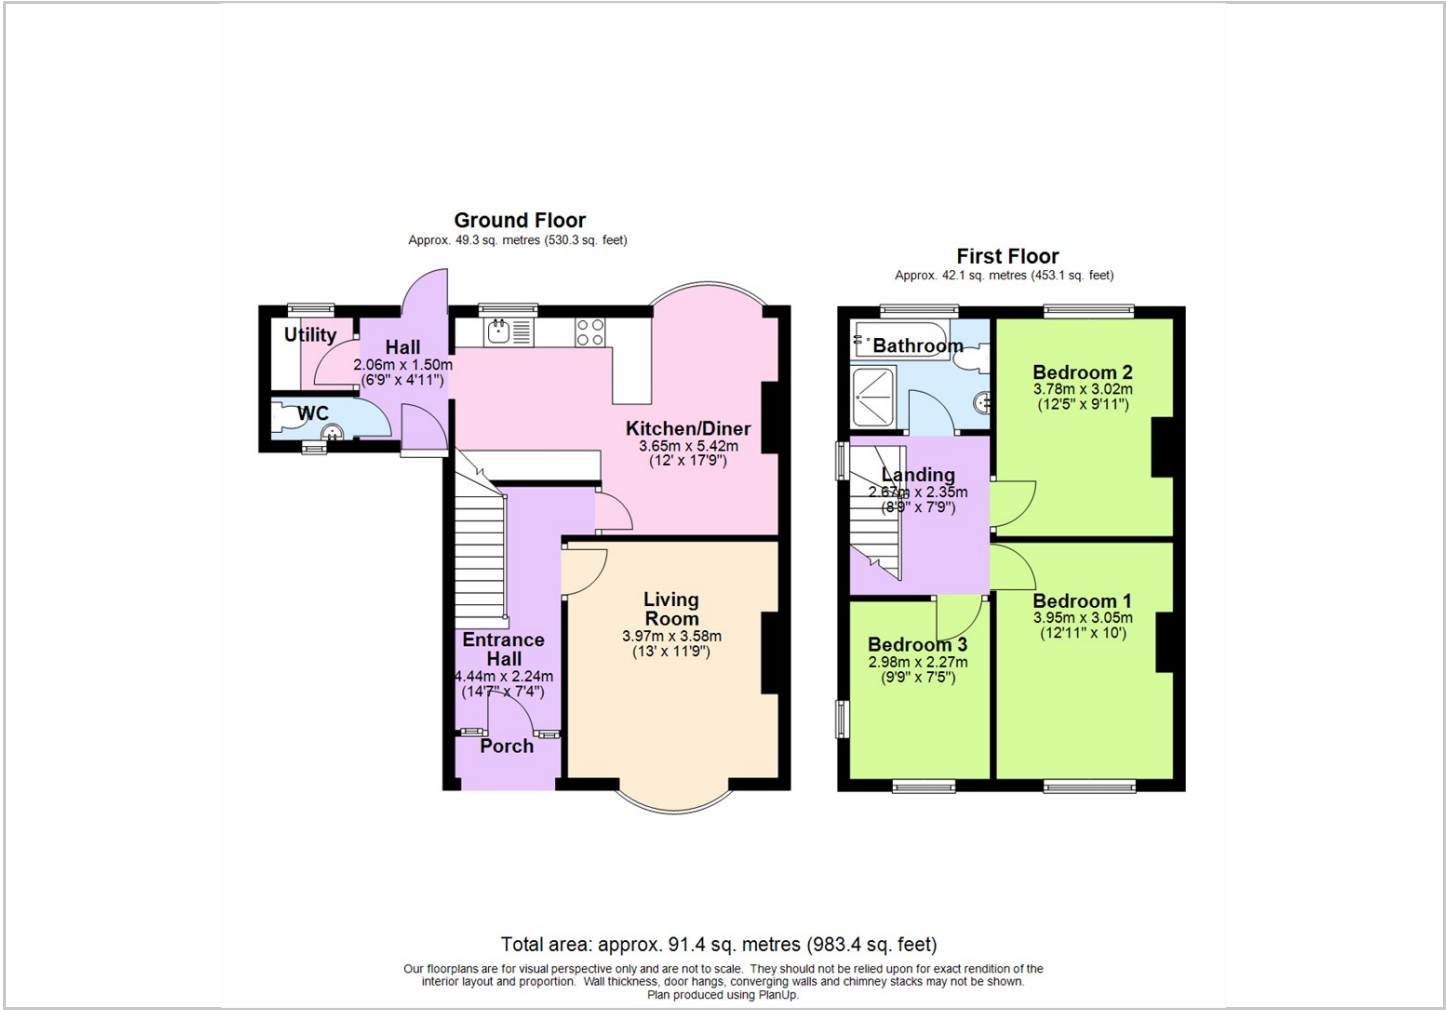 Ground Floor
Approx. 49.3 sq. metres (530.3 sq. feet)
Utility
Hall
2.06m x 1.50m
(6'9" x 4'11")
WC
Kitchen/Diner
3.65m x 5.42m
(12' x 17'9")
Living
Room
3.97m x 3.58m
(13' x 11'9")
Entrance
Hall
4.44m x 2.24m
(14'7" x 7'4")
Porch
First Floor
Approx. 42.1 sq. metres (453.1 sq. feet)
Bathroom
Bedroom 2
3.78m x 3.02m
(12'5" x 9'11")
Landing
2.67m x 2.35m
(8'9" x 7'9")
Bedroom 1
3.95m x 3.05m
(12'11" x 10')
Bedroom 3
2.98m x 2.27m
(9'9" x 7'5")
Total area: approx. 91.4 sq. metres (983.4 sq. feet)
Our floorplans are for visual perspective only and are not to scale. They should not be relied upon for exact rendition of the
interior layout and proportion. Wall thickness, door hangs, converging walls and chimney stacks may not be shown.
Plan produced using PlanUp.